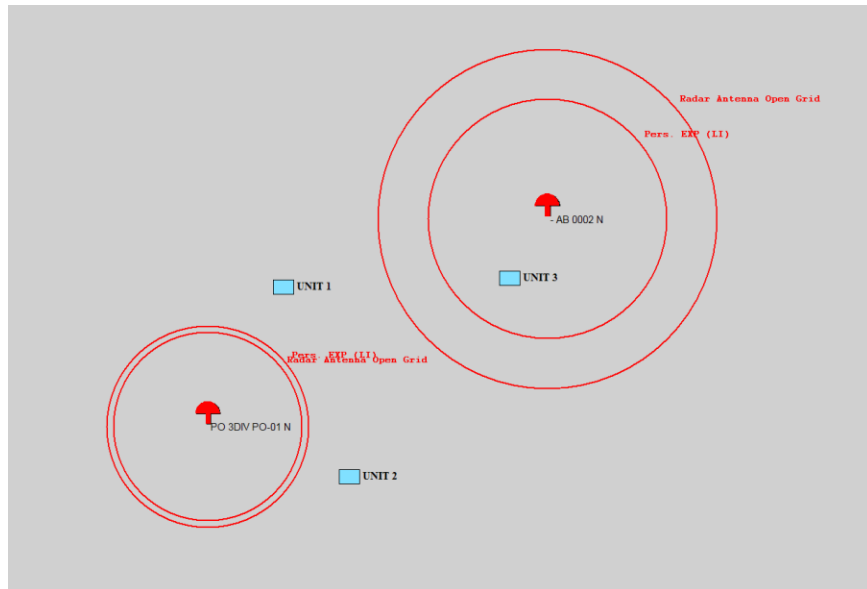 Radar Antenna Open Grid
Pers. EXP (LI)
- AB 0002 N
UNIT 3
UNIT 1
Pers. EXP (LI)
Radar Antenna Open Grid
PO 3DIV PO-01 N
UNIT 2